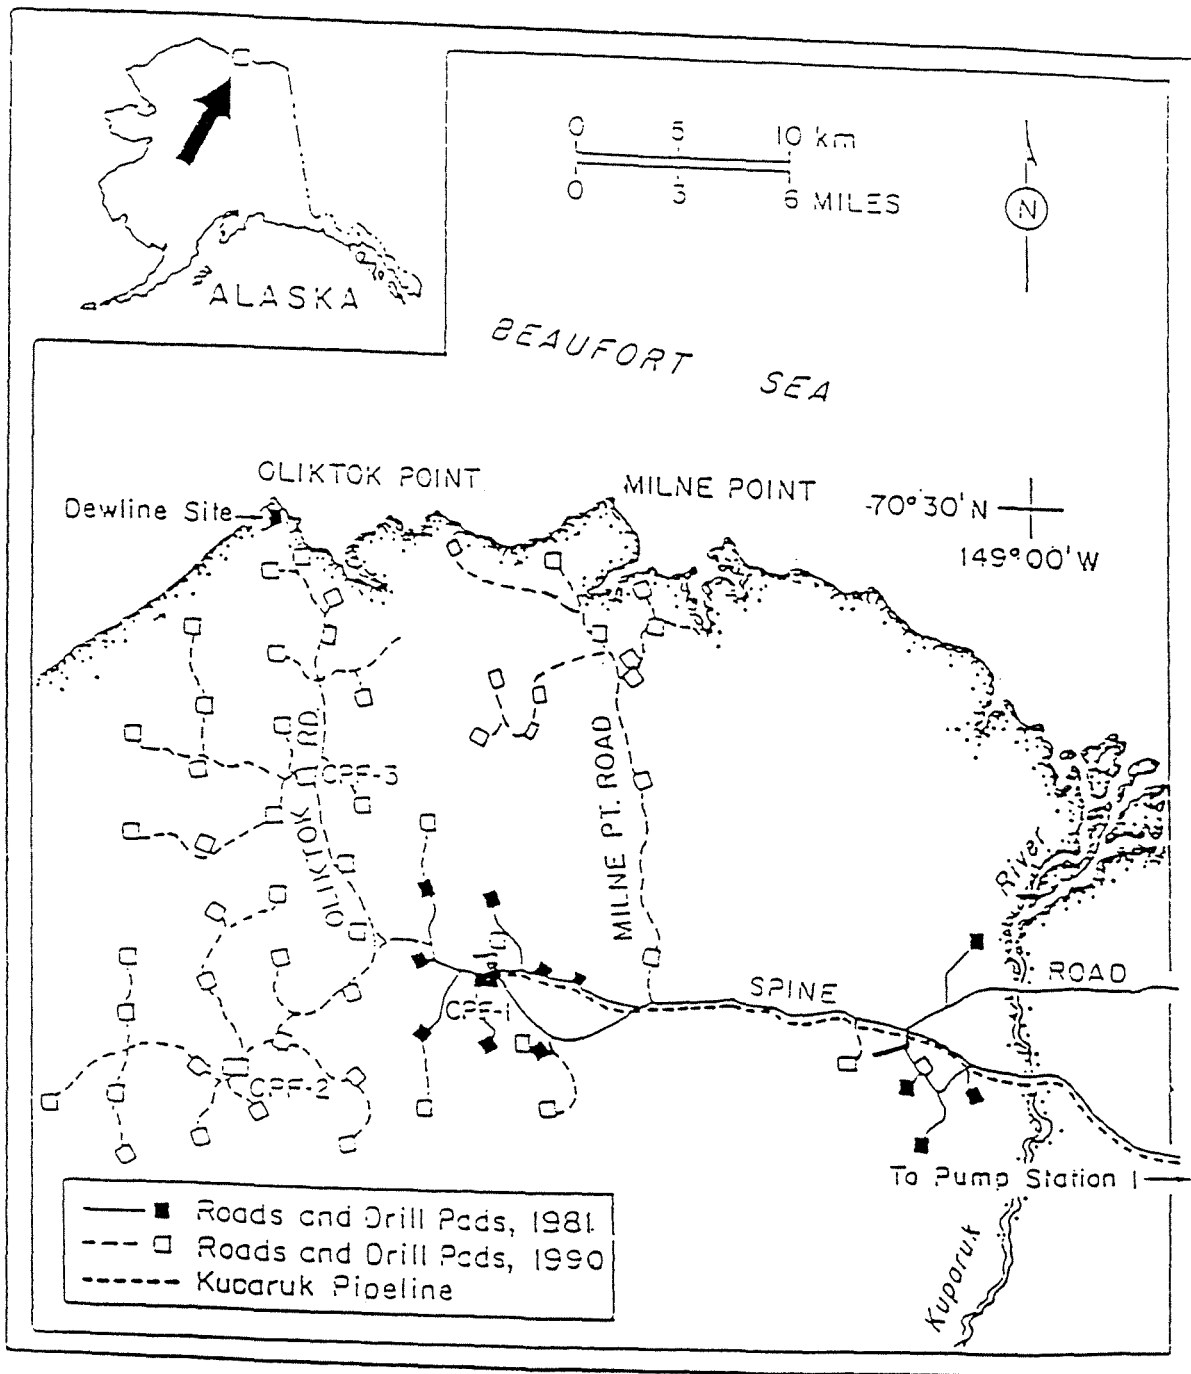 ALASKA
0 5 10 km
0 3 6 MILES
N
BEAUFORT SEA
OLIKTOK POINT
MILNE POINT
Dewline Site
-70°30'N
149°00'W
OLIKTOK RD
CPF-3
MILNE PT. ROAD
River
CPF-1
SPINE
ROAD
CPF-2
To Pump Station 1
Kuparuk
Roads and Drill Pads, 1981
Roads and Drill Pads, 1990
Kuparuk Pipeline